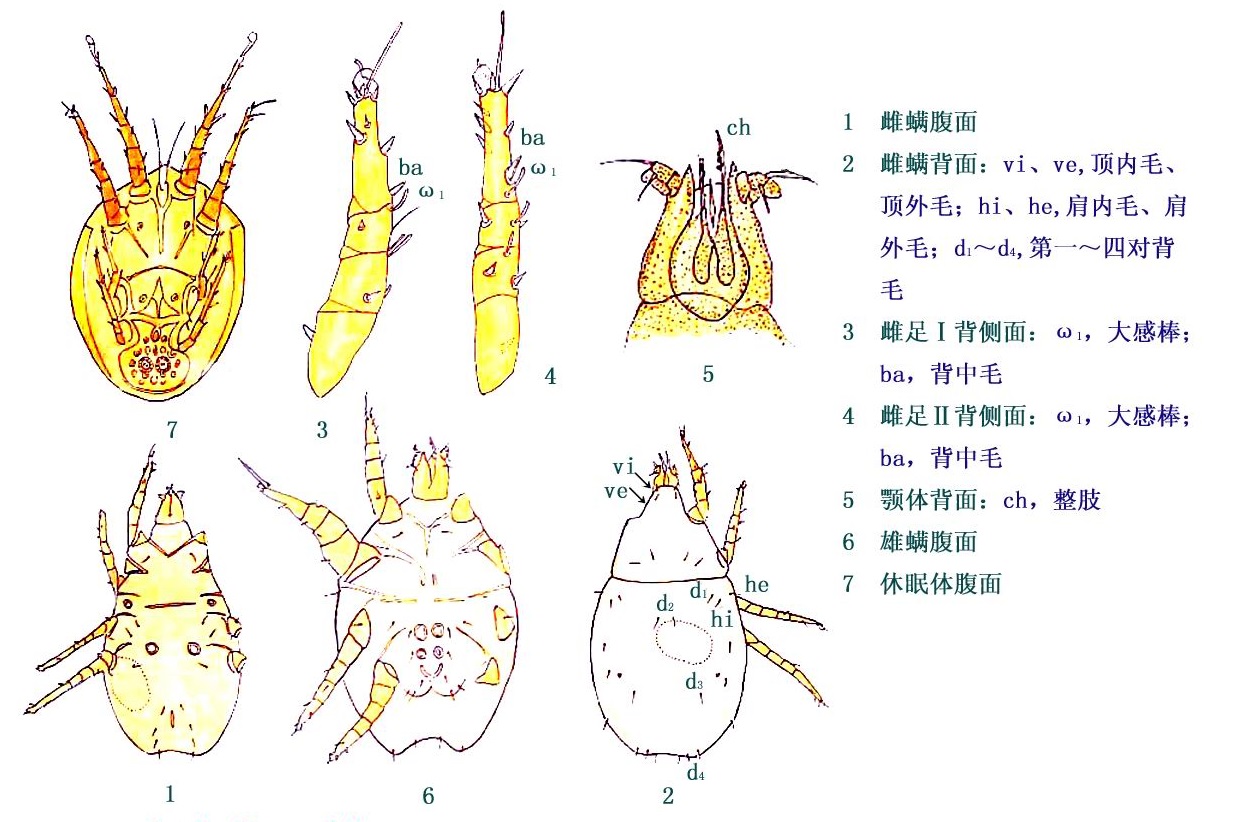 ch
ba
ω₁
ba
ω₁
7
3
4
5
vi
ve
he
d₁
d₂
hi
d₃
d₄
1
6
2
1 雌螨腹面
2 雌螨背面：vi、ve,顶内毛、
顶外毛；hi、he,肩内毛、肩
外毛；d₁～d₄,第一～四对背
毛
3 雌足Ⅰ背侧面：ω₁，大感棒；
ba，背中毛
4 雌足Ⅱ背侧面：ω₁，大感棒；
ba，背中毛
5 颚体背面：ch，整肢
6 雄螨腹面
7 休眠体腹面